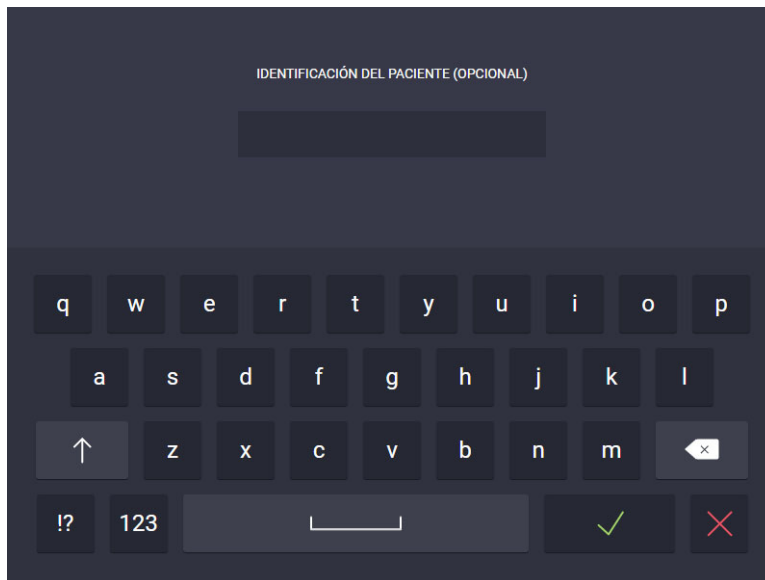 IDENTIFICACIÓN DEL PACIENTE (OPCIONAL)
q w e r t y u i o p
a s d f g h j k l
z x c v b n m
!? 123